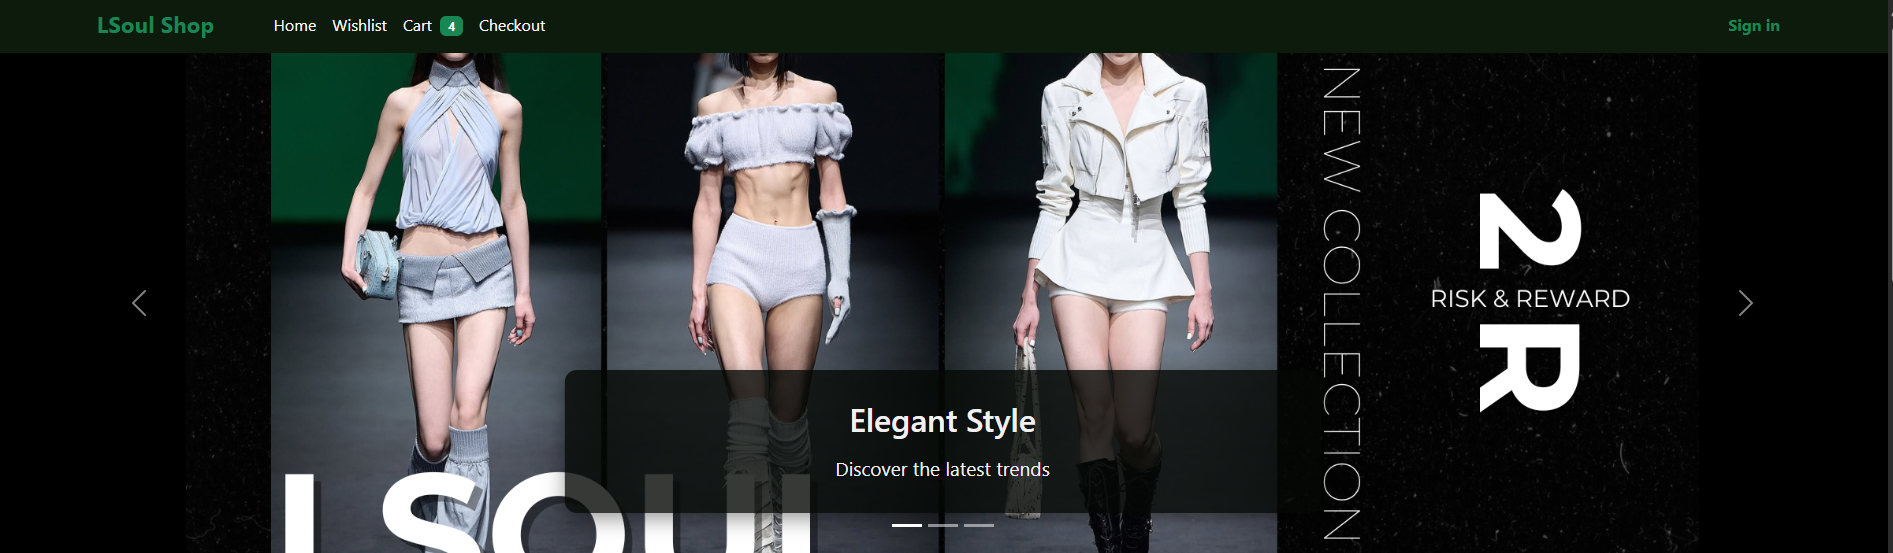 LSoul Shop
Home Wishlist Cart 4 Checkout
Sign in
NEW COLLECTION
2
RISK & REWARD
R
Elegant Style
Discover the latest trends
LSOUL